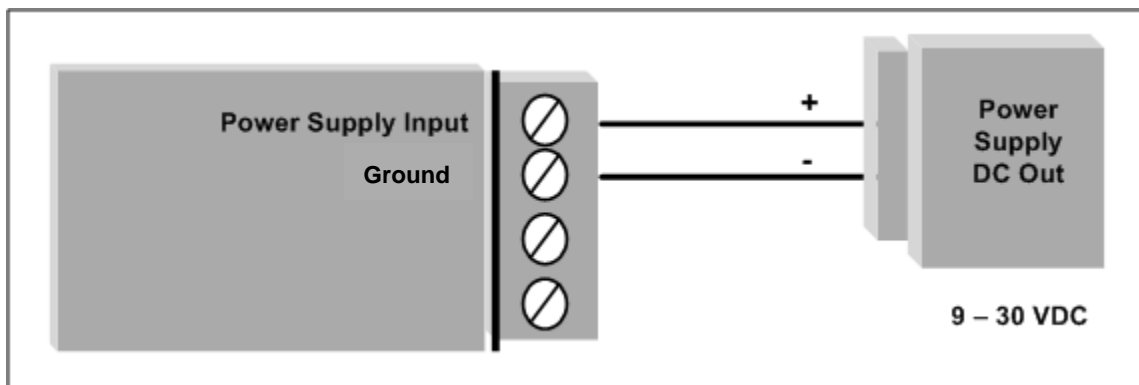 Power Supply Input
Ground
+
-
Power
Supply
DC Out
9 – 30 VDC